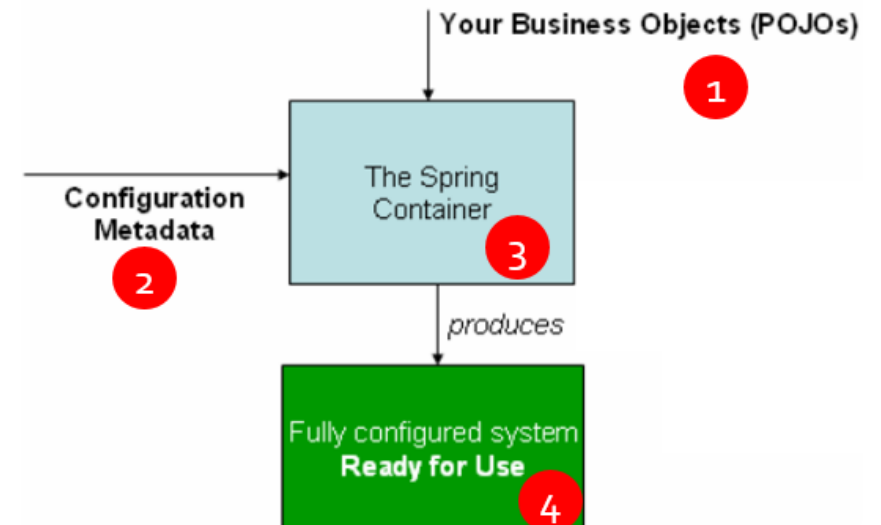 Your Business Objects (POJOs)
1
The Spring
Container
3
Configuration
Metadata
2
produces
Fully configured system
Ready for Use
4